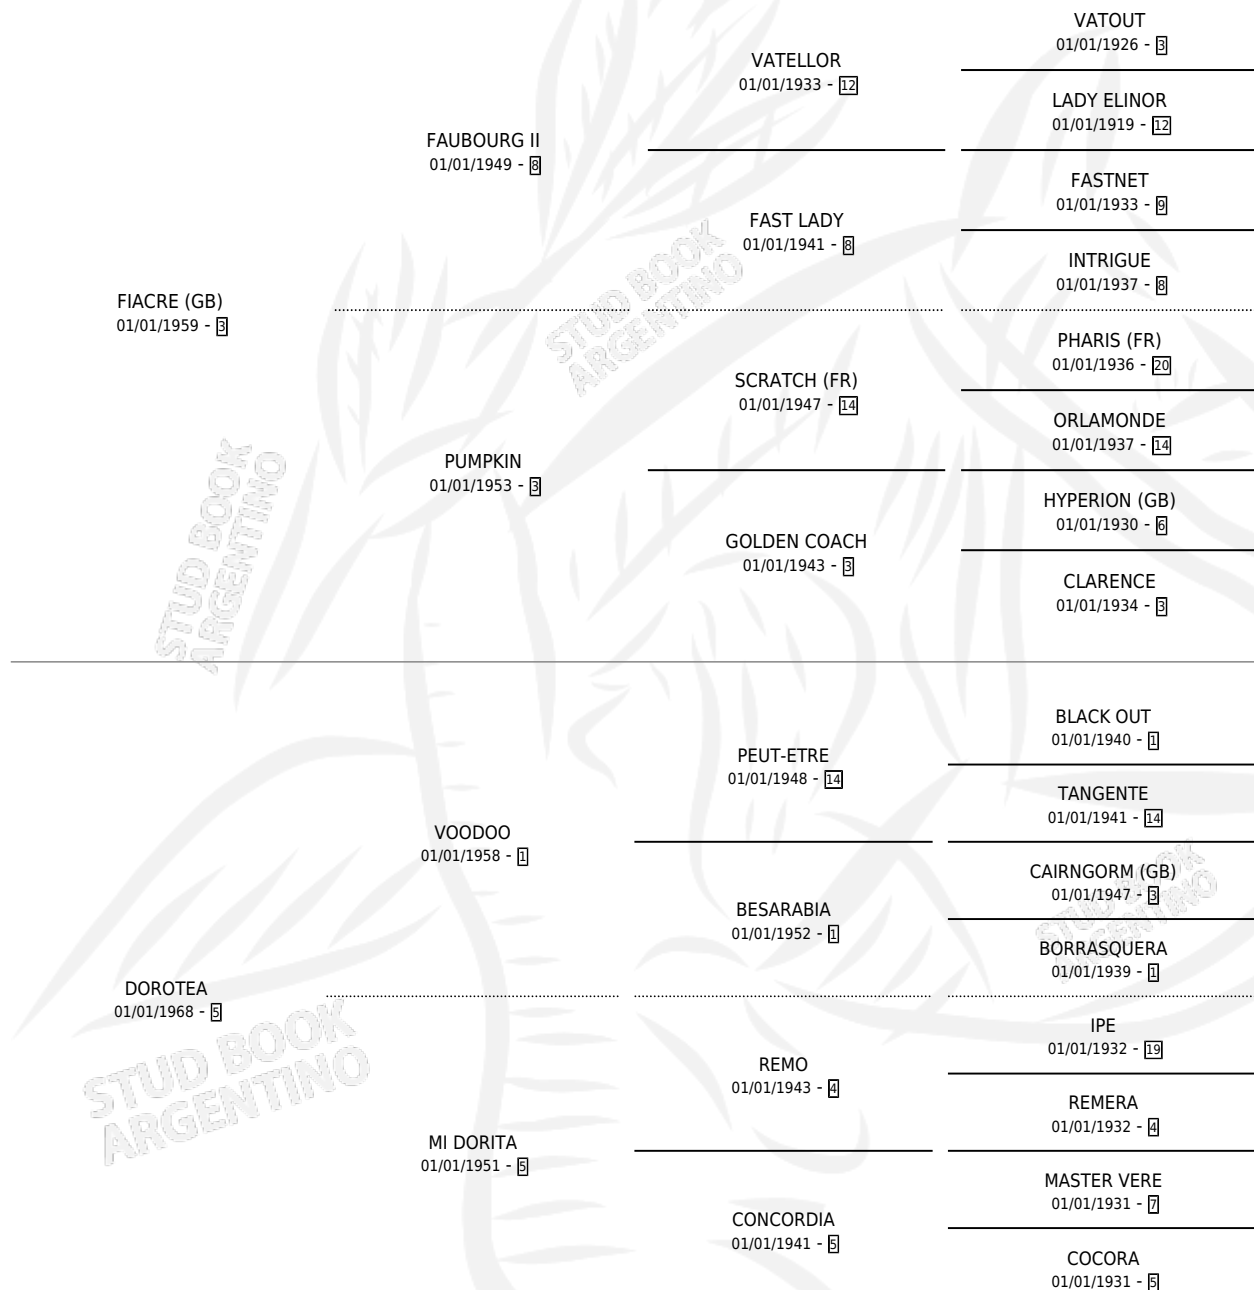 VATOUT
01/01/1926 - 3
VATELLOR
01/01/1933 - 12
LADY ELINOR
01/01/1919 - 12
FAUBOURG II
01/01/1949 - 8
FASTNET
01/01/1933 - 9
FAST LADY
01/01/1941 - 8
INTRIGUE
01/01/1937 - 8
FIACRE (GB)
01/01/1959 - 3
PHARIS (FR)
01/01/1936 - 20
SCRATCH (FR)
01/01/1947 - 14
ORLAMONDE
01/01/1937 - 14
PUMPKIN
01/01/1953 - 3
HYPERION (GB)
01/01/1930 - 6
GOLDEN COACH
01/01/1943 - 3
CLARENCE
01/01/1934 - 3
BLACK OUT
01/01/1940 - 1
PEUT-ETRE
01/01/1948 - 14
TANGENTE
01/01/1941 - 14
VOODOO
01/01/1958 - 1
CAIRNGORM (GB)
01/01/1947 - 3
BESARABIA
01/01/1952 - 1
BORRASQUERA
01/01/1939 - 1
DOROTEA
01/01/1968 - 5
IPE
01/01/1932 - 19
REMO
01/01/1943 - 4
REMERA
01/01/1932 - 4
MI DORITA
01/01/1951 - 5
MASTER VERE
01/01/1931 - 7
CONCORDIA
01/01/1941 - 5
COCORA
01/01/1931 - 5
STUD BOOK
ARGENTINO
STUD BOOK
ARGENTINO
STUD BOOK
ARGENTINO
STUD BOOK
ARGENTINO